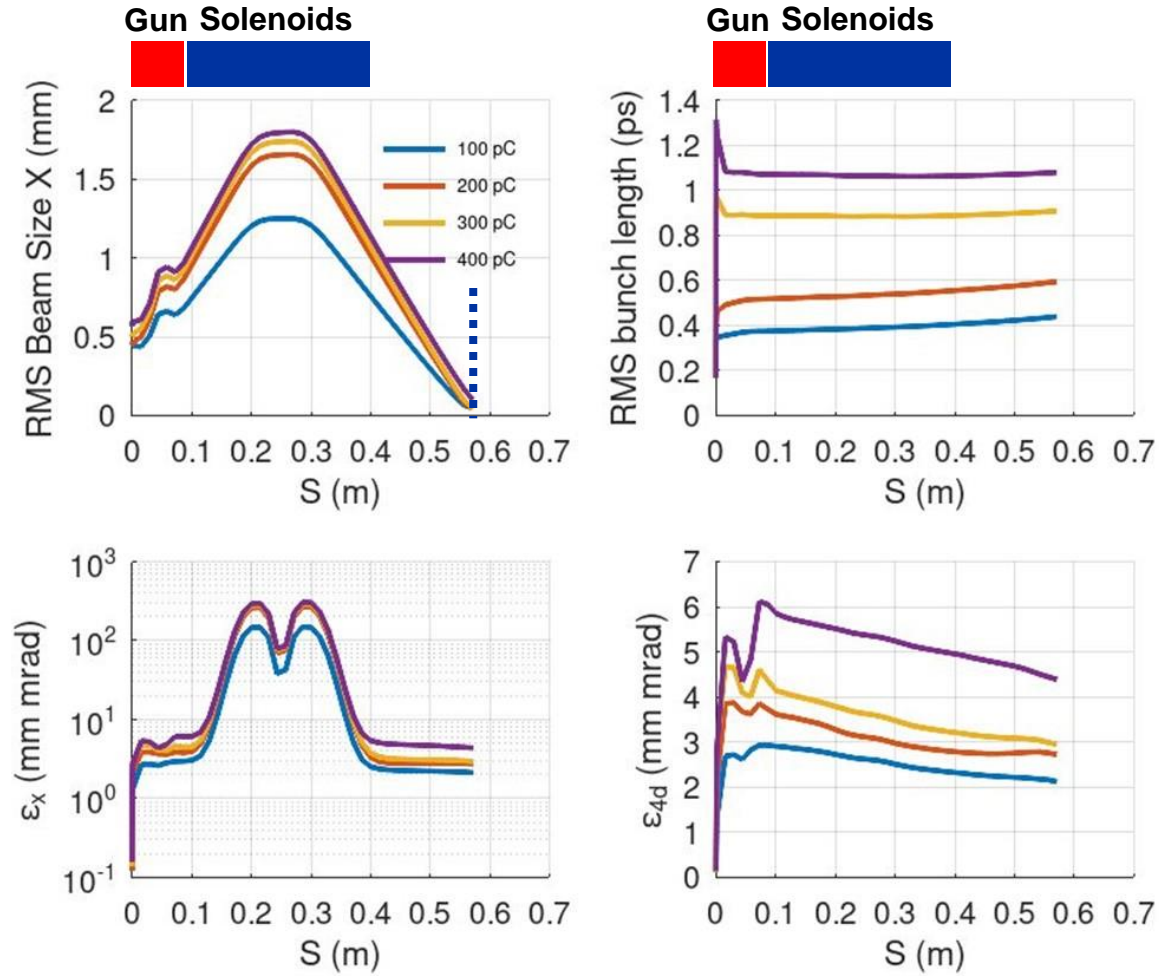 Gun Solenoids
RMS Beam Size X (mm)
2
1.5
1
0.5
0
100 pC
200 pC
300 pC
400 pC
0 0.1 0.2 0.3 0.4 0.5 0.6 0.7
S (m)
Gun Solenoids
RMS bunch length (ps)
1.4
1.2
1
0.8
0.6
0.4
0.2
0
0 0.1 0.2 0.3 0.4 0.5 0.6 0.7
S (m)
εx (mm mrad)
10³
10²
10¹
10⁰
10⁻¹
0 0.1 0.2 0.3 0.4 0.5 0.6 0.7
S (m)
ε4d (mm mrad)
7
6
5
4
3
2
1
0
0 0.1 0.2 0.3 0.4 0.5 0.6 0.7
S (m)